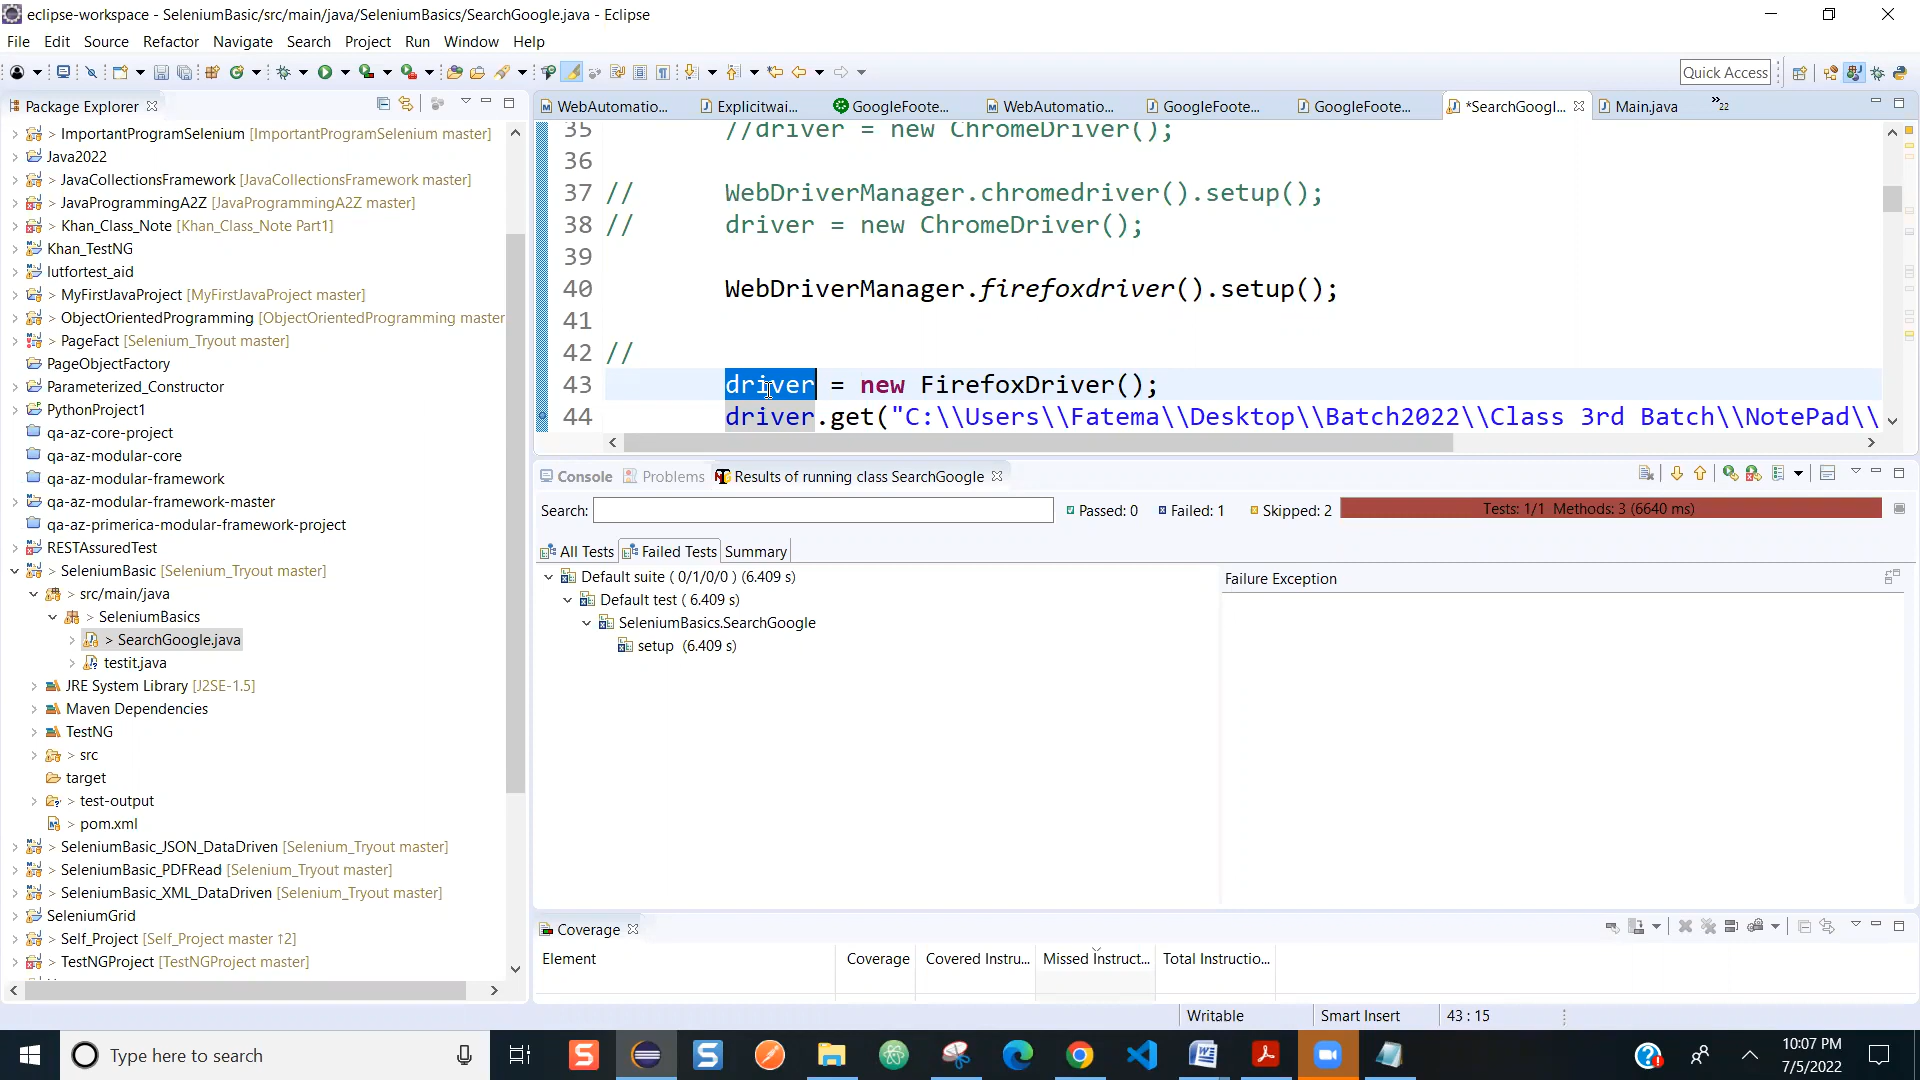 eclipse-workspace - SeleniumBasic/src/main/java/SeleniumBasics/SearchGoogle.java - Eclipse
File Edit Source Refactor Navigate Search Project Run Window Help
Quick Access
Package Explorer
WebAutomatio... Explicitwai... GoogleFoote... WebAutomatio... GoogleFoote... GoogleFoote... *SearchGoogl... Main.java »22
> ImportantProgramSelenium [ImportantProgramSelenium master]
Java2022
> JavaCollectionsFramework [JavaCollectionsFramework master]
> JavaProgrammingA2Z [JavaProgrammingA2Z master]
> Khan_Class_Note [Khan_Class_Note Part1]
Khan_TestNG
lutfortest_aid
> MyFirstJavaProject [MyFirstJavaProject master]
> ObjectOrientedProgramming [ObjectOrientedProgramming master
> PageFact [Selenium_Tryout master]
PageObjectFactory
Parameterized_Constructor
PythonProject1
qa-az-core-project
qa-az-modular-core
qa-az-modular-framework
qa-az-modular-framework-master
qa-az-primerica-modular-framework-project
RESTAssuredTest
> SeleniumBasic [Selenium_Tryout master]
> src/main/java
> SeleniumBasics
> SearchGoogle.java
testit.java
JRE System Library [J2SE-1.5]
Maven Dependencies
TestNG
> src
target
> test-output
> pom.xml
> SeleniumBasic_JSON_DataDriven [Selenium_Tryout master]
> SeleniumBasic_PDFRead [Selenium_Tryout master]
> SeleniumBasic_XML_DataDriven [Selenium_Tryout master]
SeleniumGrid
> Self_Project [Self_Project master ↑2]
> TestNGProject [TestNGProject master]
35 //driver = new ChromeDriver();
36
37 // WebDriverManager.chromedriver().setup();
38 // driver = new ChromeDriver();
39
40 WebDriverManager.firefoxdriver().setup();
41
42 //
43 driver = new FirefoxDriver();
44 driver.get("C:\\Users\\Fatema\\Desktop\\Batch2022\\Class 3rd Batch\\NotePad\\
Console Problems Results of running class SearchGoogle
Search: Passed: 0 Failed: 1 Skipped: 2 Tests: 1/1 Methods: 3 (6640 ms)
All Tests Failed Tests Summary
Default suite ( 0/1/0/0 ) (6.409 s)
Default test ( 6.409 s)
SeleniumBasics.SearchGoogle
setup (6.409 s)
Failure Exception
Coverage
Element Coverage Covered Instru... Missed Instruct... Total Instructio...
Writable Smart Insert 43 : 15
Type here to search
10:07 PM
7/5/2022